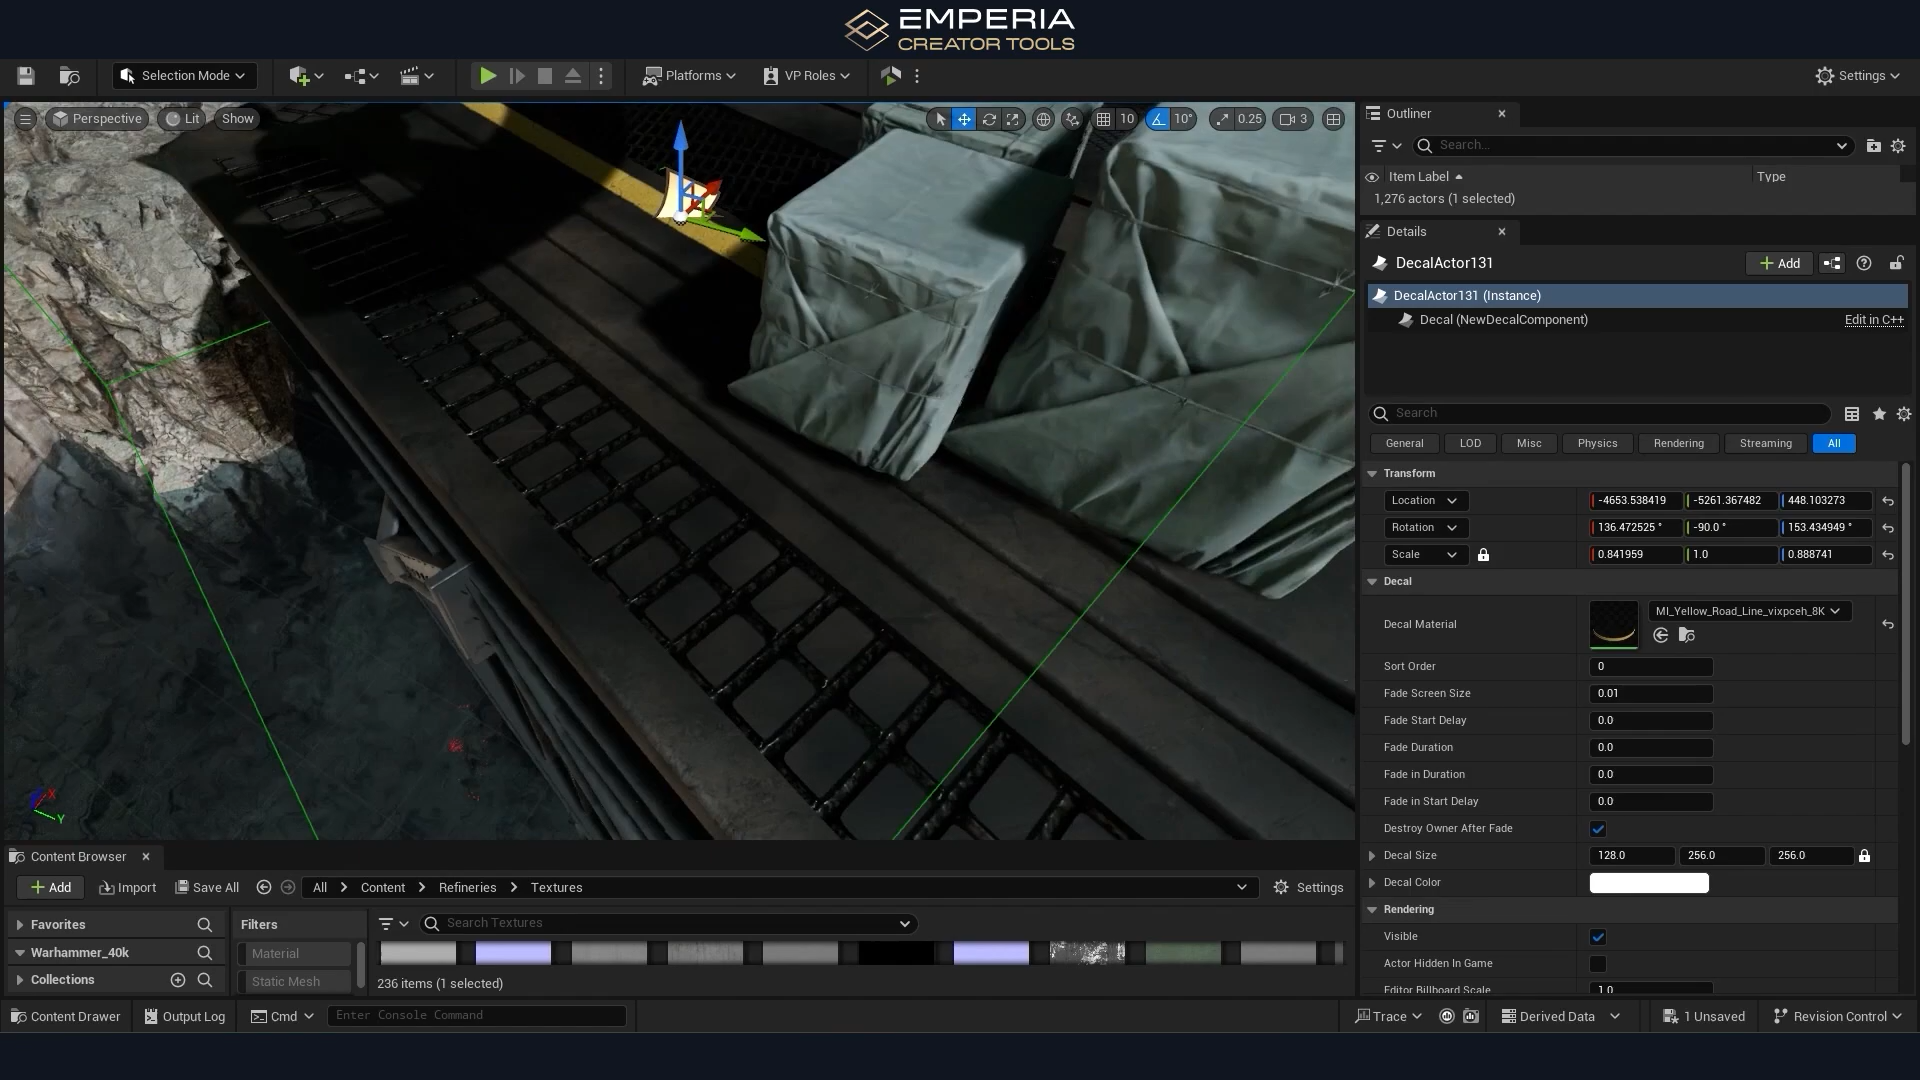 EMPERIA
CREATOR TOOLS
Selection Mode
Platforms
VP Roles
Settings
Perspective
Lit
Show
10
10°
0.25
3
X
Y
Outliner
Search...
Item Label
Type
1,276 actors (1 selected)
Details
DecalActor131
Add
DecalActor131 (Instance)
Decal (NewDecalComponent)
Edit in C++
Search
General
LOD
Misc
Physics
Rendering
Streaming
All
Transform
Location
-4653.538419
-5261.367482
448.103273
Rotation
136.472525 °
-90.0 °
153.434949 °
Scale
0.841959
1.0
0.888741
Decal
Decal Material
MI_Yellow_Road_Line_vixpceh_8K
Sort Order
0
Fade Screen Size
0.01
Fade Start Delay
0.0
Fade Duration
0.0
Fade in Duration
0.0
Fade in Start Delay
0.0
Destroy Owner After Fade
Decal Size
128.0
256.0
256.0
Decal Color
Rendering
Visible
Actor Hidden In Game
Editor Billboard Scale
1.0
Content Browser
Add
Import
Save All
All
Content
Refineries
Textures
Settings
Favorites
Warhammer_40k
Collections
Filters
Material
Static Mesh
Search Textures
236 items (1 selected)
Content Drawer
Output Log
Cmd
Enter Console Command
Trace
Derived Data
1 Unsaved
Revision Control